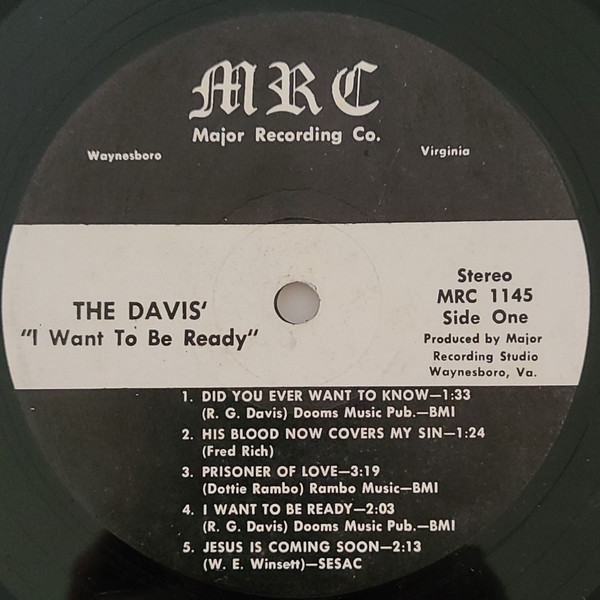 MRC
Major Recording Co.
Waynesboro Virginia
THE DAVIS'
"I Want To Be Ready"
Stereo
MRC 1145
Side One
Produced by Major
Recording Studio
Waynesboro, Va.
1. DID YOU EVER WANT TO KNOW—1:33
(R. G. Davis) Dooms Music Pub.—BMI
2. HIS BLOOD NOW COVERS MY SIN—1:24
(Fred Rich)
3. PRISONER OF LOVE—3:19
(Dottie Rambo) Rambo Music—BMI
4. I WANT TO BE READY—2:03
(R. G. Davis) Dooms Music Pub.—BMI
5. JESUS IS COMING SOON—2:13
(W. E. Winsett)—SESAC